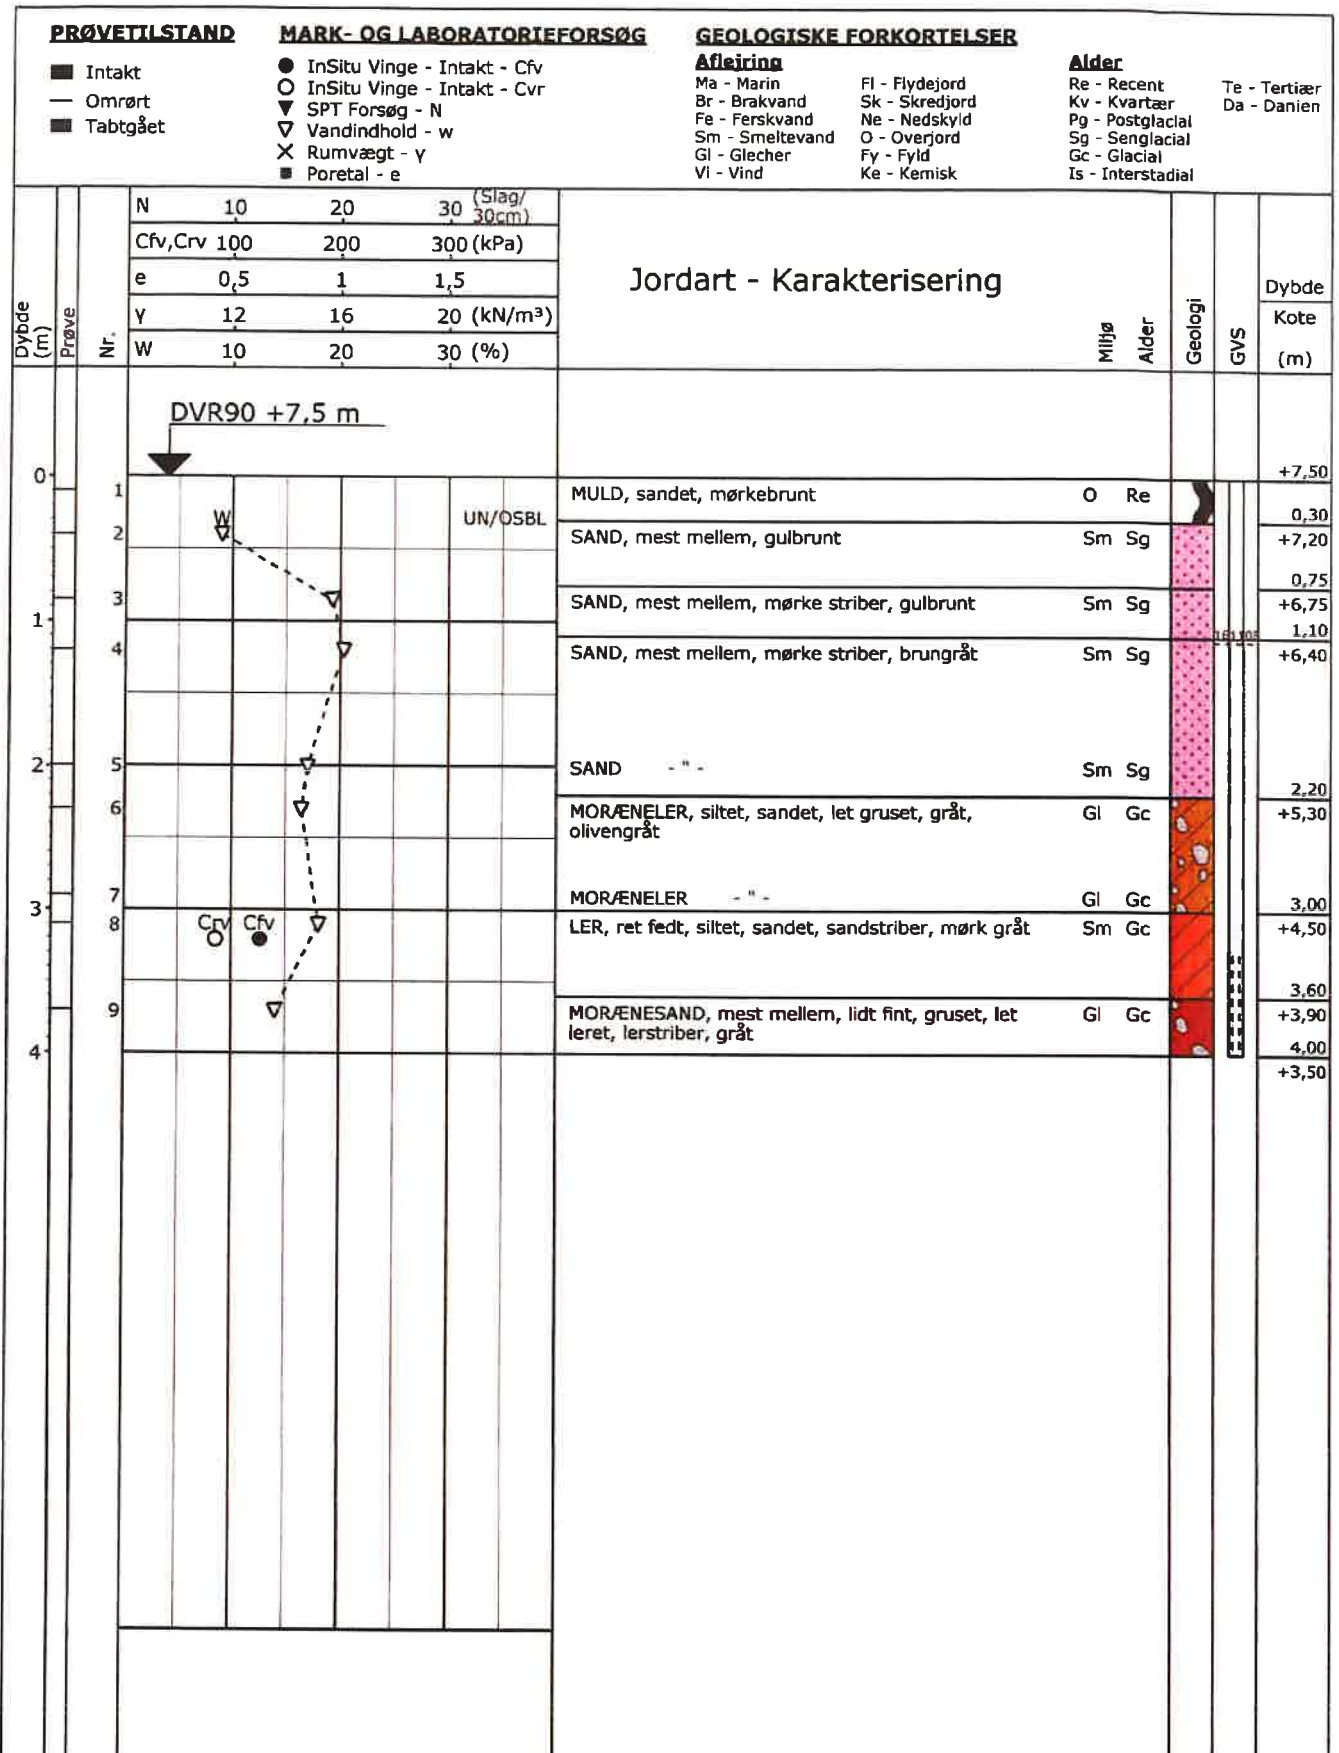 PRØVETILSTAND
Intakt
Omrørt
Tabtgået
MARK- OG LABORATORIEFORSØG
InSitu Vinge - Intakt - Cfv
InSitu Vinge - Intakt - Cvr
SPT Forsøg - N
Vandindhold - w
Rumvægt - γ
Poretal - e
GEOLOGISKE FORKORTELSER
Aflejring
Ma - Marin
Br - Brakvand
Fe - Ferskvand
Sm - Smeltevand
Gl - Glecher
Vi - Vind
Fl - Flydejord
Sk - Skredjord
Ne - Nedskyld
O - Overjord
Fy - Fyld
Ke - Kemisk
Alder
Re - Recent
Kv - Kvartær
Pg - Postglacial
Sg - Senglacial
Gc - Glacial
Is - Interstadial
Te - Tertiær
Da - Danien
Dybde (m)
Prøve
Nr.
N 10 20 30 (Slag/ 30cm)
Cfv,Crv 100 200 300 (kPa)
e 0,5 1 1,5
γ 12 16 20 (kN/m³)
W 10 20 30 (%)
Jordart - Karakterisering
Miljø
Alder
Geologi
GVS
Dybde
Kote
(m)
DVR90 +7,5 m
0 +7,50
1 MULD, sandet, mørkebrunt O Re
W UN/OSBL 0,30
2 SAND, mest mellem, gulbrunt Sm Sg +7,20
0,75
3 SAND, mest mellem, mørke striber, gulbrunt Sm Sg +6,75
1 1,10
4 SAND, mest mellem, mørke striber, brungråt Sm Sg +6,40
2 5 SAND - " - Sm Sg
2,20
6 MORÆNELER, siltet, sandet, let gruset, gråt, Gl Gc +5,30
olivengråt
7 MORÆNELER - " - Gl Gc
3 3,00
8 Crv Cfv LER, ret fedt, siltet, sandet, sandstriber, mørk gråt Sm Gc +4,50
3,60
9 MORÆNESAND, mest mellem, lidt fint, gruset, let Gl Gc +3,90
leret, lerstriber, gråt
4 4,00
+3,50